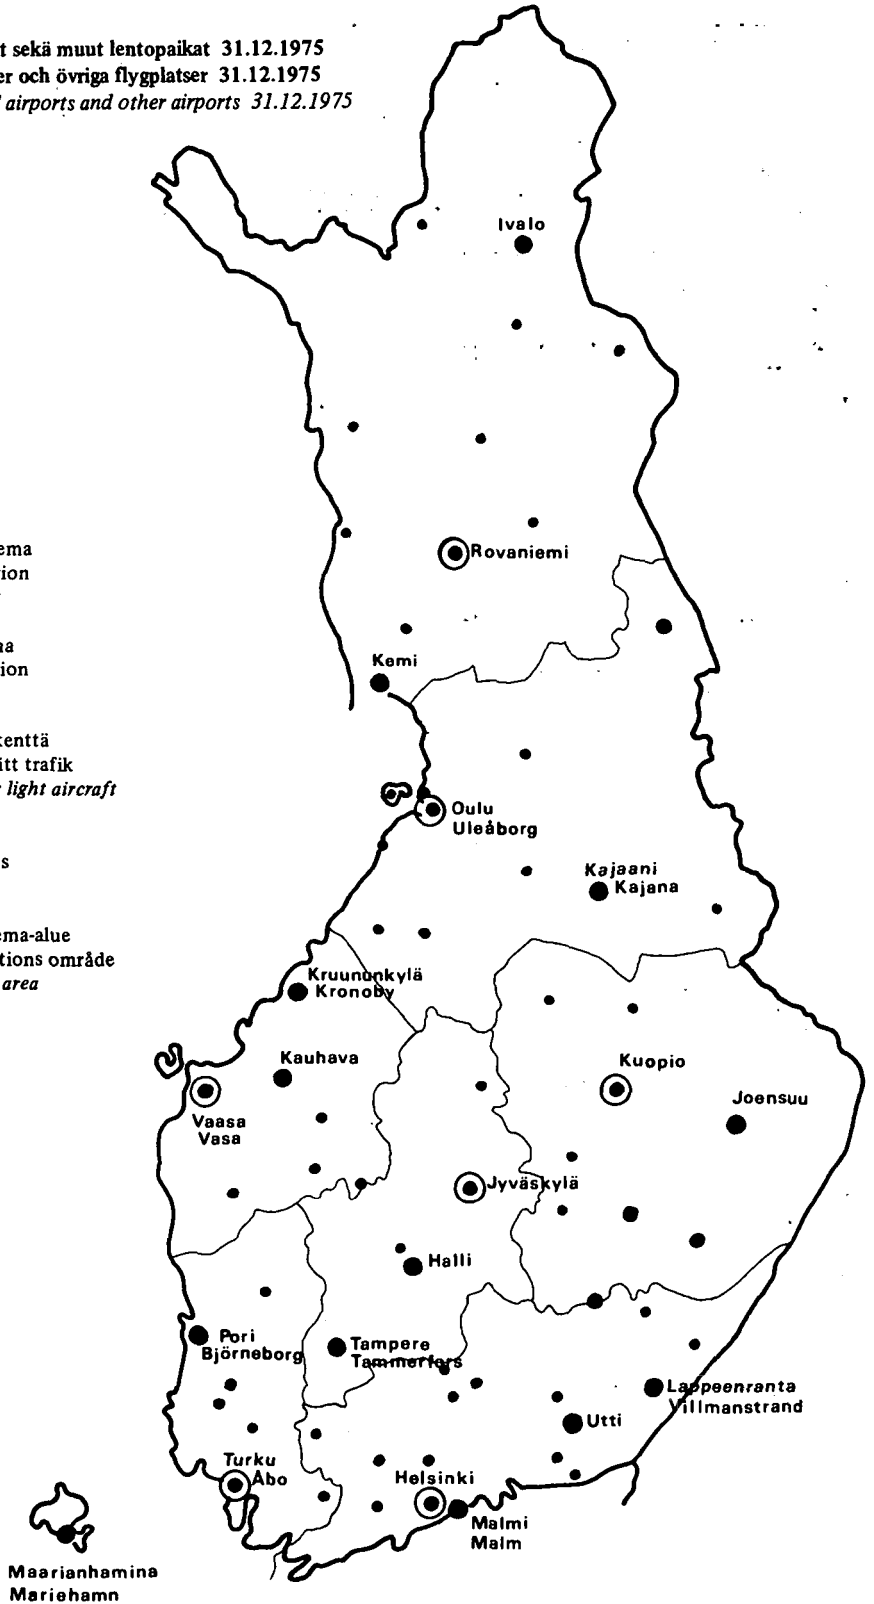 t sekä muut lentopaikat 31.12.1975
er och övriga flygplatser 31.12.1975
airports and other airports 31.12.1975
Ivalo
ema
ion
Rovaniemi
na
ion
Kemi
kenttä
itt trafik
light aircraft
Oulu
Uleåborg
s
Kajaani
Kajana
ema-alue
tions område
area
Kruununkylä
Kronoby
Kauhava
Kuopio
Joensuu
Vaasa
Vasa
Jyväskylä
Halli
Pori
Björneborg
Tampere
Tammerfors
Lappeenranta
Villmanstrand
Utti
Turku
Åbo
Helsinki
Malmi
Malm
Maarianhamina
Mariehamn